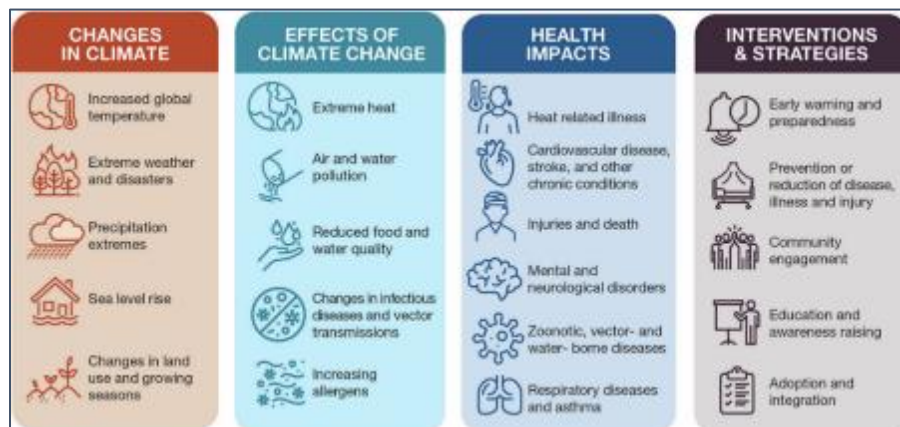 CHANGES
IN CLIMATE
Increased global
temperature
Extreme weather
and disasters
Precipitation
extremes
Sea level rise
Changes in land
use and growing
seasons
EFFECTS OF
CLIMATE CHANGE
Extreme heat
Air and water
pollution
Reduced food and
water quality
Changes in infectious
diseases and vector
transmissions
Increasing
allergens
HEALTH
IMPACTS
Heat related illness
Cardiovascular disease,
stroke, and other
chronic conditions
Injuries and death
Mental and
neurological disorders
Zoonotic, vector- and
water- borne diseases
Respiratory diseases
and asthma
INTERVENTIONS
& STRATEGIES
Early warning and
preparedness
Prevention or
reduction of disease,
illness and injury
Community
engagement
Education and
awareness raising
Adoption and
integration